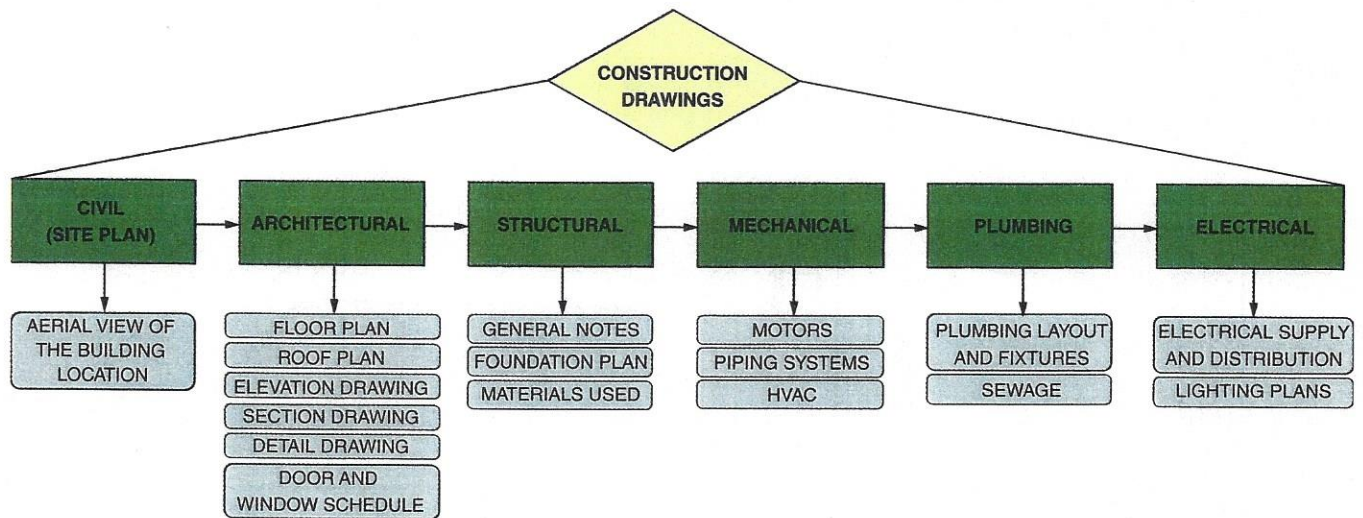 CONSTRUCTION
DRAWINGS
CIVIL
(SITE PLAN)
ARCHITECTURAL
STRUCTURAL
MECHANICAL
PLUMBING
ELECTRICAL
AERIAL VIEW OF
THE BUILDING
LOCATION
FLOOR PLAN
ROOF PLAN
ELEVATION DRAWING
SECTION DRAWING
DETAIL DRAWING
DOOR AND
WINDOW SCHEDULE
GENERAL NOTES
FOUNDATION PLAN
MATERIALS USED
MOTORS
PIPING SYSTEMS
HVAC
PLUMBING LAYOUT
AND FIXTURES
SEWAGE
ELECTRICAL SUPPLY
AND DISTRIBUTION
LIGHTING PLANS